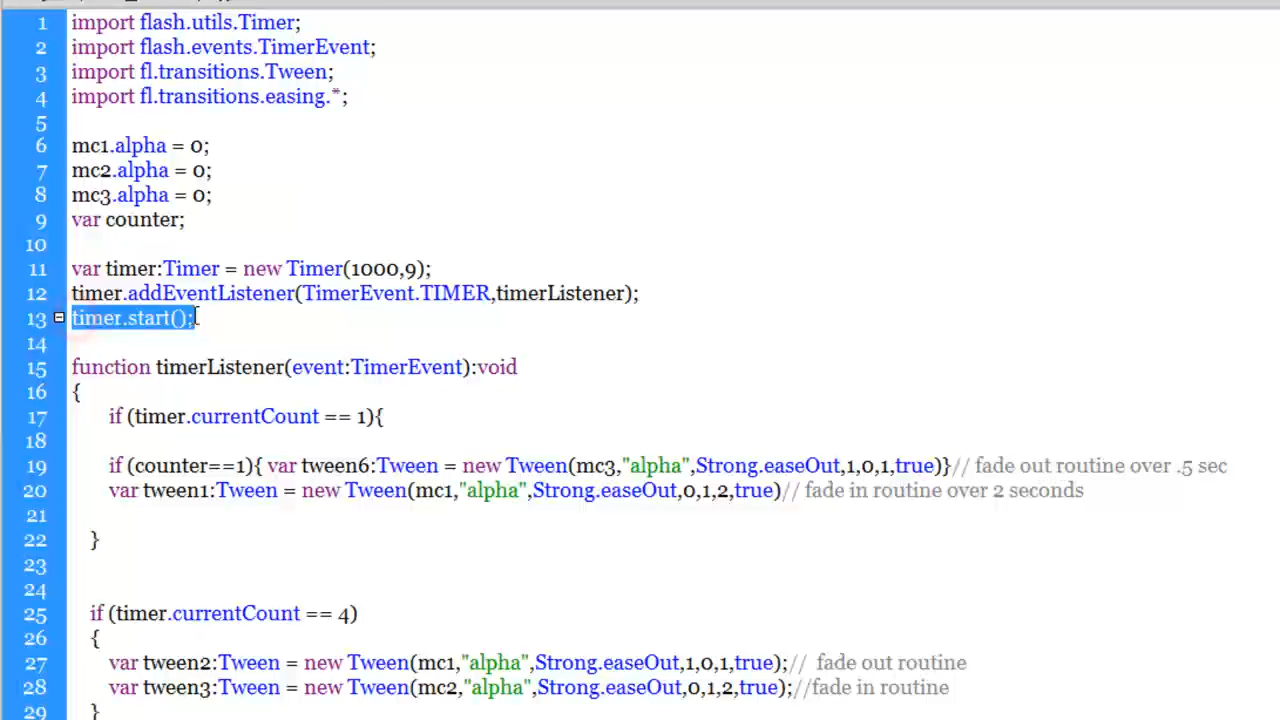 1 import flash.utils.Timer;
2 import flash.events.TimerEvent;
3 import fl.transitions.Tween;
4 import fl.transitions.easing.*;
5
6 mc1.alpha = 0;
7 mc2.alpha = 0;
8 mc3.alpha = 0;
9 var counter;
10
11 var timer:Timer = new Timer(1000,9);
12 timer.addEventListener(TimerEvent.TIMER,timerListener);
13 timer.start();
14
15 function timerListener(event:TimerEvent):void
16 {
17 if (timer.currentCount == 1){
18
19 if (counter==1){ var tween6:Tween = new Tween(mc3,"alpha",Strong.easeOut,1,0,1,true)}// fade out routine over .5 sec
20 var tween1:Tween = new Tween(mc1,"alpha",Strong.easeOut,0,1,2,true)// fade in routine over 2 seconds
21
22 }
23
24
25 if (timer.currentCount == 4)
26 {
27 var tween2:Tween = new Tween(mc1,"alpha",Strong.easeOut,1,0,1,true);// fade out routine
28 var tween3:Tween = new Tween(mc2,"alpha",Strong.easeOut,0,1,2,true);//fade in routine
29 }